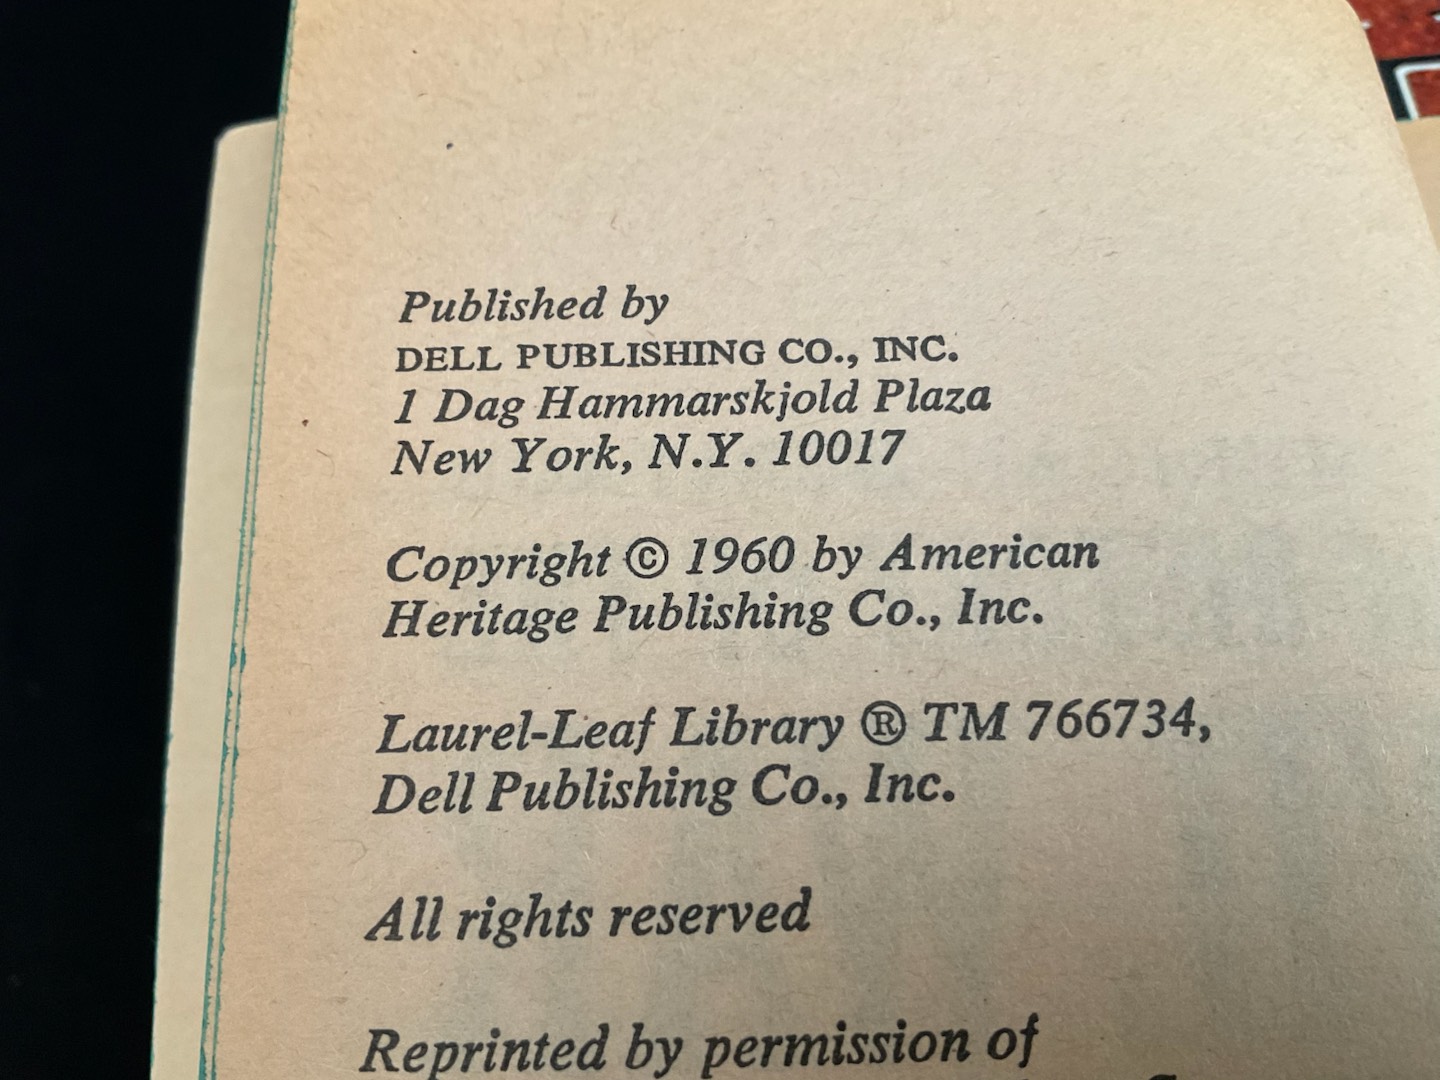 Published by
DELL PUBLISHING CO., INC.
1 Dag Hammarskjold Plaza
New York, N.Y. 10017
Copyright © 1960 by American
Heritage Publishing Co., Inc.
Laurel-Leaf Library ® TM 766734,
Dell Publishing Co., Inc.
All rights reserved
Reprinted by permission of